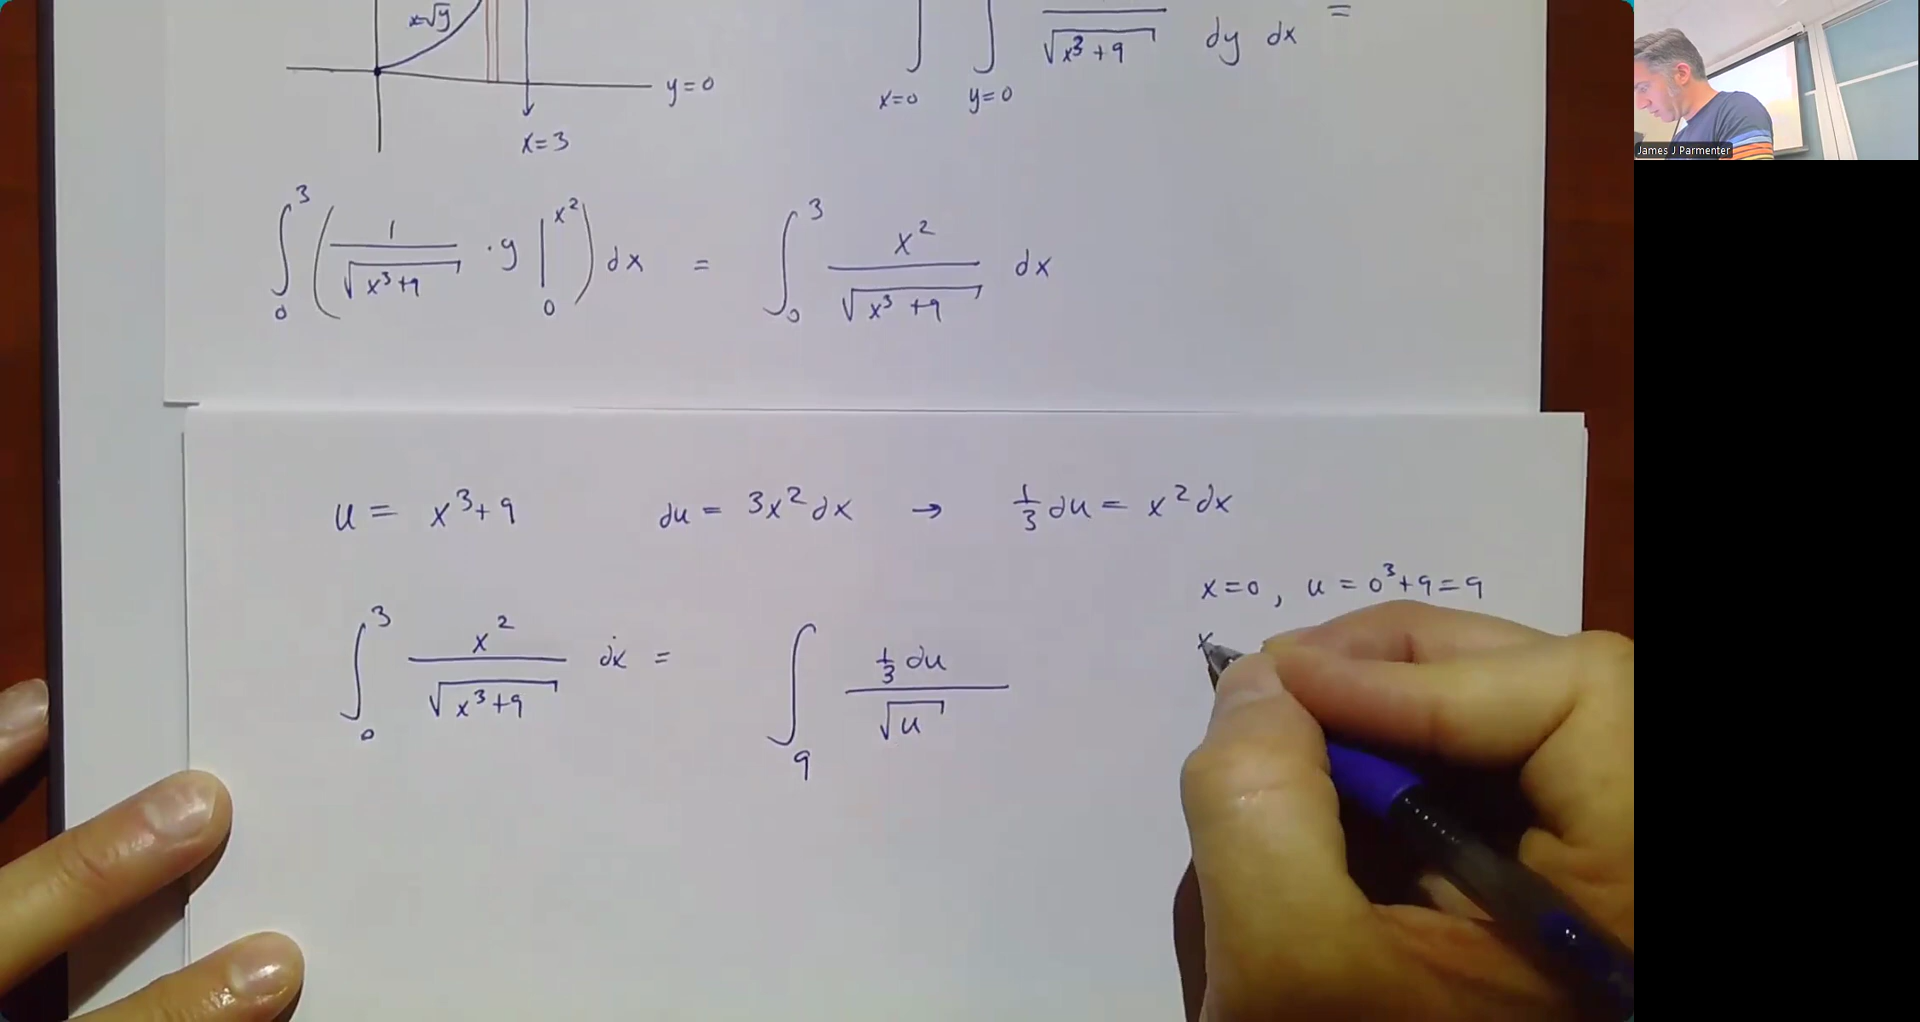 x=√y
y=0
x=3
∫ x=0 ∫ y=0 √x³+9 dy dx =
∫₀³ ( 1/√x³+9 · y |₀^x² ) dx = ∫₀³ x²/√x³+9 dx
u = x³+9 du = 3x²dx → 1/3 du = x²dx
x=0, u = 0³+9=9
x
∫₀³ x²/√x³+9 dx = ∫₉ 1/3 du/√u
James J Parmenter